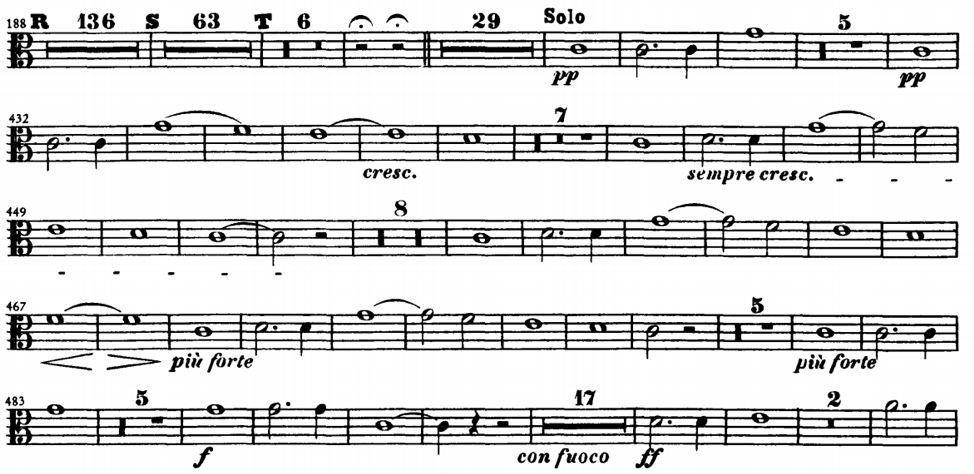 188 R 136 S 63 T 6 29 Solo 5
pp pp
432 7
cresc. sempre cresc. - - -
449 8
- - - -
467 5
più forte più forte
483 5 17 2
f con fuoco ff